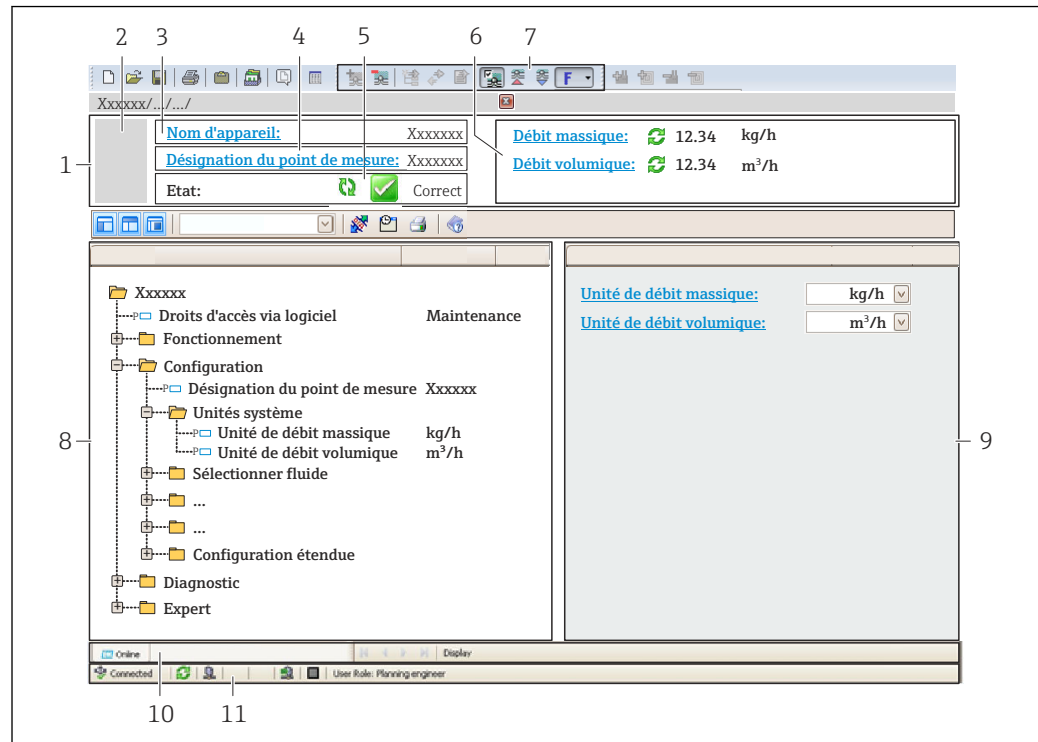 2 3 4 5 6 7
F
Xxxxxx/.../.../
Nom d'appareil: Xxxxxxx
Désignation du point de mesure: Xxxxxxx
Etat: Correct
Débit massique: 12.34 kg/h
Débit volumique: 12.34 m³/h
1
Xxxxxx
Droits d'accès via logiciel Maintenance
Fonctionnement
Configuration
Désignation du point de mesure Xxxxxx
Unités système
Unité de débit massique kg/h
Unité de débit volumique m³/h
Sélectionner fluide
...
...
Configuration étendue
Diagnostic
Expert
8
Unité de débit massique: kg/h
Unité de débit volumique: m³/h
9
Online Display
Connected User Role: Planning engineer
10 11